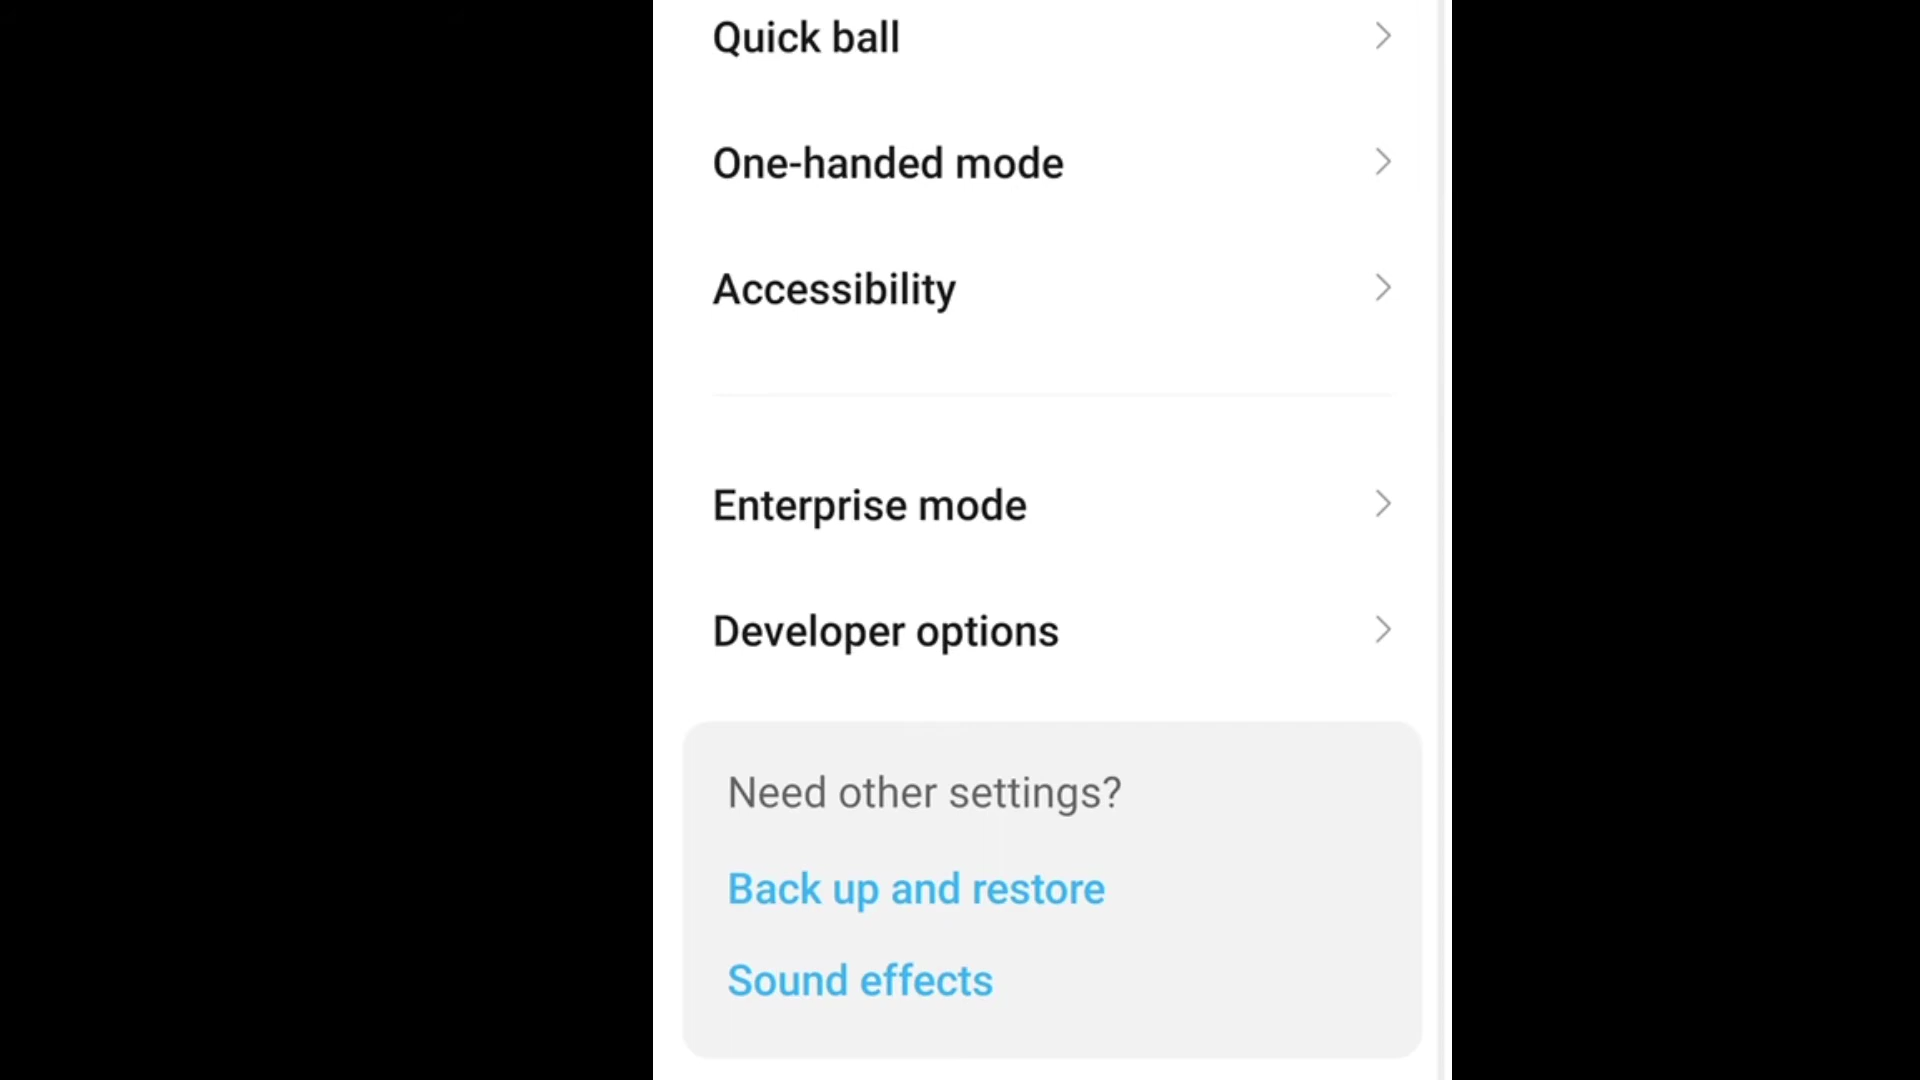 Quick ball
One-handed mode
Accessibility
Enterprise mode
Developer options
Need other settings?
Back up and restore
Sound effects